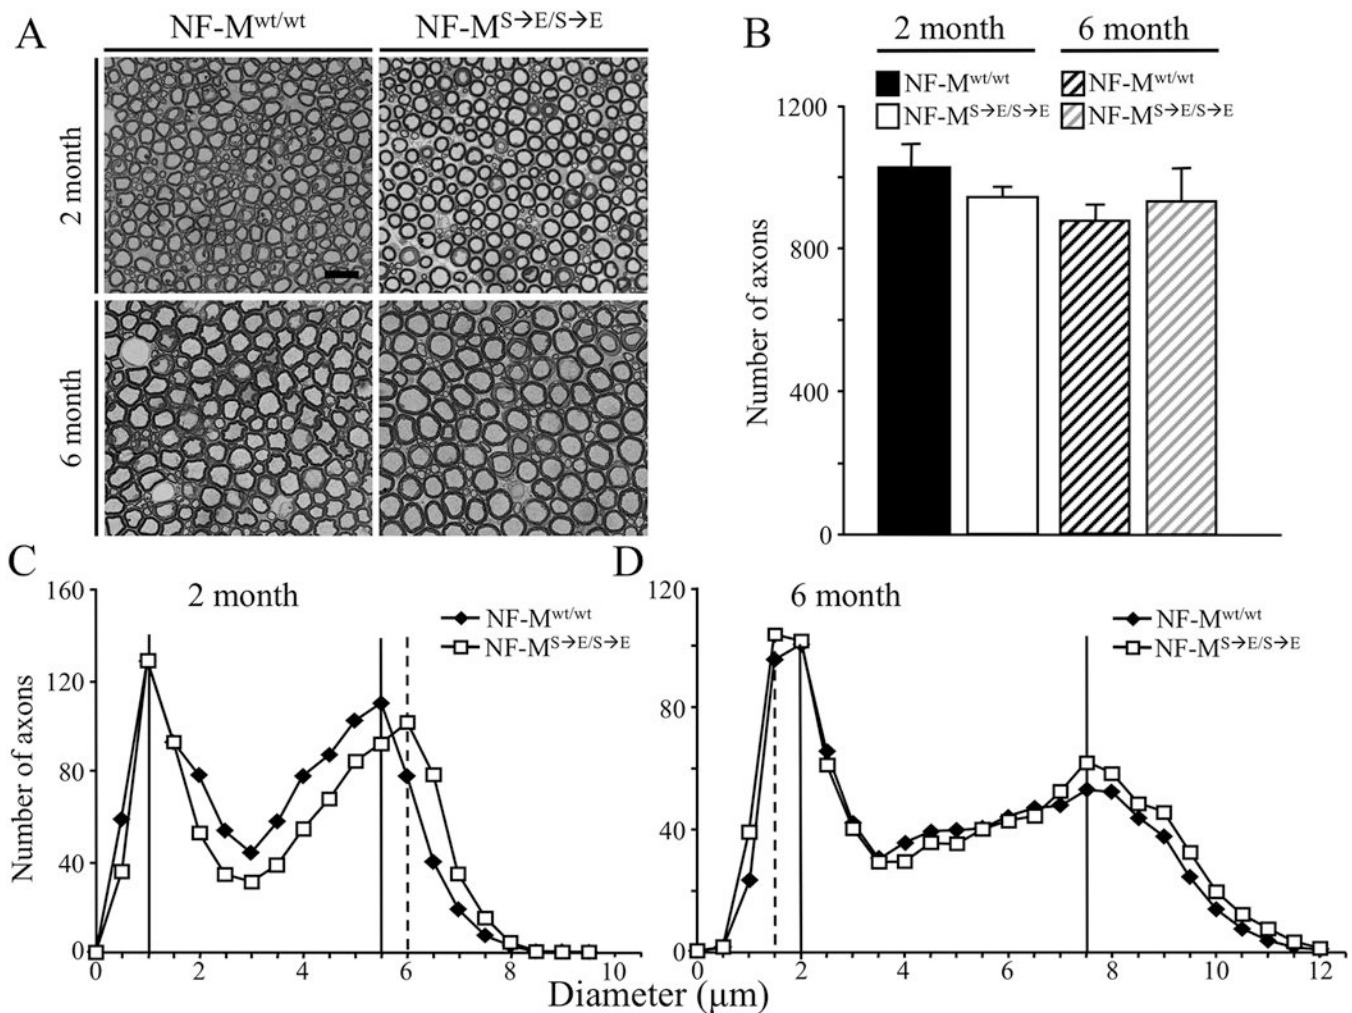 A
NF-Mwt/wt
NF-MS→E/S→E
2 month
6 month
B
2 month
6 month
NF-Mwt/wt
NF-Mwt/wt
NF-MS→E/S→E
NF-MS→E/S→E
1200
800
400
0
Number of axons
C
2 month
NF-Mwt/wt
NF-MS→E/S→E
160
120
80
40
0
Number of axons
0 2 4 6 8 10
D
6 month
NF-Mwt/wt
NF-MS→E/S→E
120
80
40
0
0 2 4 6 8 10 12
Diameter (μm)